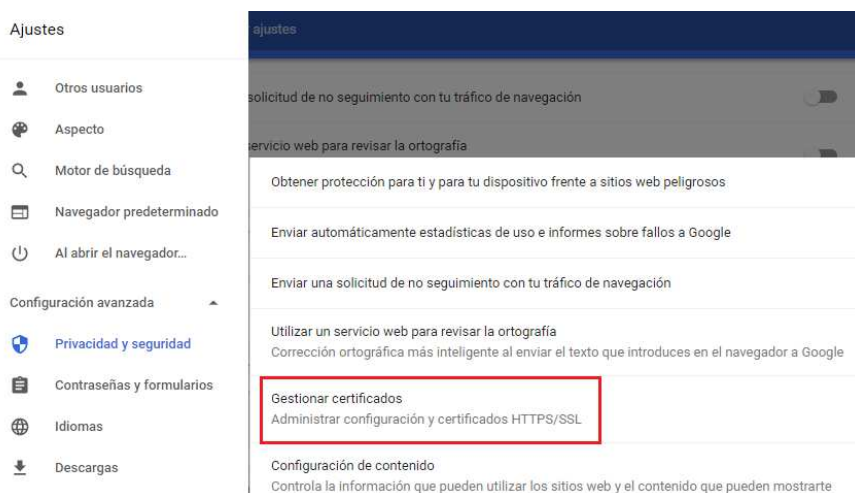 Ajustes
ajustes
Otros usuarios
Aspecto
Motor de búsqueda
Navegador predeterminado
Al abrir el navegador...
Configuración avanzada
Privacidad y seguridad
Contraseñas y formularios
Idiomas
Descargas
solicitud de no seguimiento con tu tráfico de navegación
servicio web para revisar la ortografía
Obtener protección para ti y para tu dispositivo frente a sitios web peligrosos
Enviar automáticamente estadísticas de uso e informes sobre fallos a Google
Enviar una solicitud de no seguimiento con tu tráfico de navegación
Utilizar un servicio web para revisar la ortografía
Corrección ortográfica más inteligente al enviar el texto que introduces en el navegador a Google
Gestionar certificados
Administrar configuración y certificados HTTPS/SSL
Configuración de contenido
Controla la información que pueden utilizar los sitios web y el contenido que pueden mostrarte